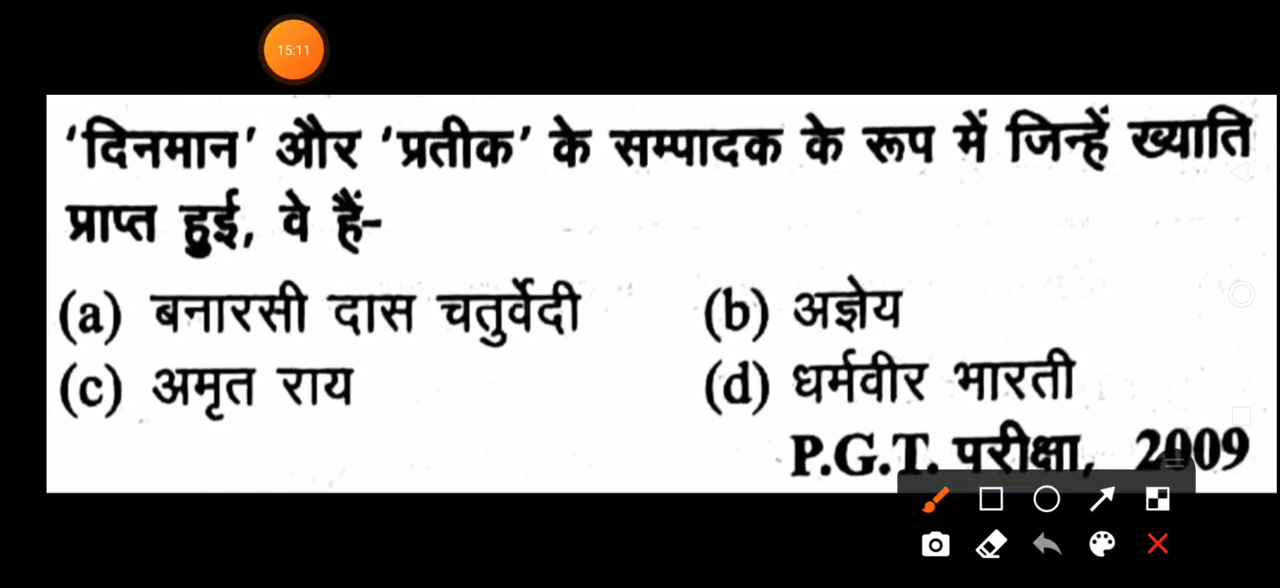 15:11
'दिनमान' और 'प्रतीक' के सम्पादक के रूप में जिन्हें ख्याति
प्राप्त हुई, वे हैं-
(a) बनारसी दास चतुर्वेदी (b) अज्ञेय
(c) अमृत राय (d) धर्मवीर भारती
P.G.T. परीक्षा, 2009